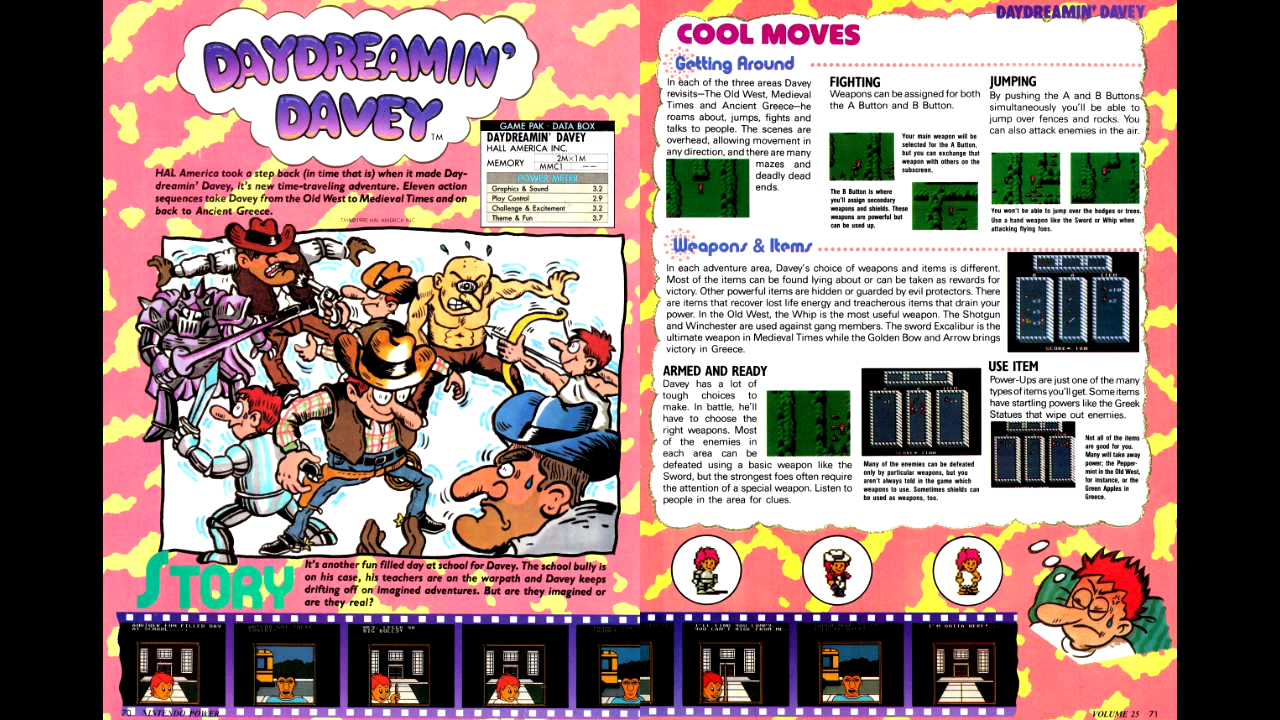 DAYDREAMIN'
DAVEY TM
GAME PAK · DATA BOX
DAYDREAMIN' DAVEY
HAL AMERICA INC.
MEMORY
2M×1M
MMC1
— —
POWER METER
Graphics & Sound 3.2
Play Control 2.9
Challenge & Excitement 3.2
Theme & Fun 3.7
HAL America took a step back (in time that is) when it made Day-
dreamin' Davey, it's new time-traveling adventure. Eleven action
sequences take Davey from the Old West to Medieval Times and on
back to Ancient Greece.
TM&©1990 HAL AMERICA INC.
STORY
It's another fun filled day at school for Davey. The school bully is
on his case, his teachers are on the warpath and Davey keeps
drifting off on imagined adventures. But are they imagined or
are they real?
ANOTHER FUN FILLED DAY
AT SCHOOL.....
70 NINTENDO POWER
DAYDREAMIN' DAVEY
COOL MOVES
Getting Around
In each of the three areas Davey
revisits—The Old West, Medieval
Times and Ancient Greece—he
roams about, jumps, fights and
talks to people. The scenes are
overhead, allowing movement in
any direction, and there are many
mazes and
deadly dead
ends.
FIGHTING
Weapons can be assigned for both
the A Button and B Button.
Your main weapon will be
selected for the A Button,
but you can exchange that
weapon with others on the
subscreen.
The B Button is where
you'll assign secondary
weapons and shields. These
weapons are powerful but
can be used up.
JUMPING
By pushing the A and B Buttons
simultaneously you'll be able to
jump over fences and rocks. You
can also attack enemies in the air.
You won't be able to jump over the hedges or trees.
Use a hand weapon like the Sword or Whip when
attacking flying foes.
Weapons & Items
In each adventure area, Davey's choice of weapons and items is different.
Most of the items can be found lying about or can be taken as rewards for
victory. Other powerful items are hidden or guarded by evil protectors. There
are items that recover lost life energy and treacherous items that drain your
power. In the Old West, the Whip is the most useful weapon. The Shotgun
and Winchester are used against gang members. The sword Excalibur is the
ultimate weapon in Medieval Times while the Golden Bow and Arrow brings
victory in Greece.
ARMED AND READY
Davey has a lot of
tough choices to
make. In battle, he'll
have to choose the
right weapons. Most
of the enemies in
each area can be
defeated using a basic weapon like the
Sword, but the strongest foes often require
the attention of a special weapon. Listen to
people in the area for clues.
Many of the enemies can be defeated
only by particular weapons, but you
aren't always told in the game which
weapons to use. Sometimes shields can
be used as weapons, too.
USE ITEM
Power-Ups are just one of the many
types of items you'll get. Some items
have startling powers like the Greek
Statues that wipe out enemies.
Not all of the items
are good for you.
Many will take away
power; the Pepper-
mint in the Old West,
for instance, or the
Green Apples in
Greece.
I'LL FIND YOU LUMPY.
YOU CAN'T HIDE FROM ME.
I'M OUTTA HERE!
VOLUME 25 71